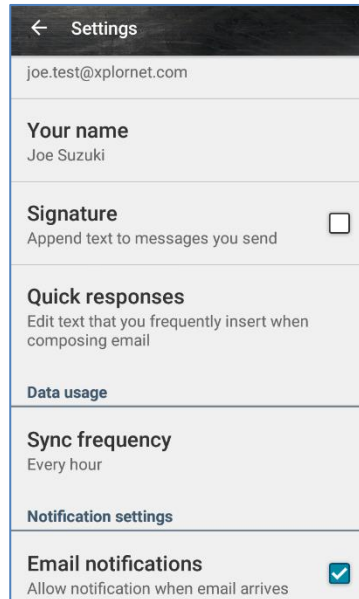 Settings
joe.test@xplornet.com
Your name
Joe Suzuki
Signature
Append text to messages you send
Quick responses
Edit text that you frequently insert when
composing email
Data usage
Sync frequency
Every hour
Notification settings
Email notifications
Allow notification when email arrives